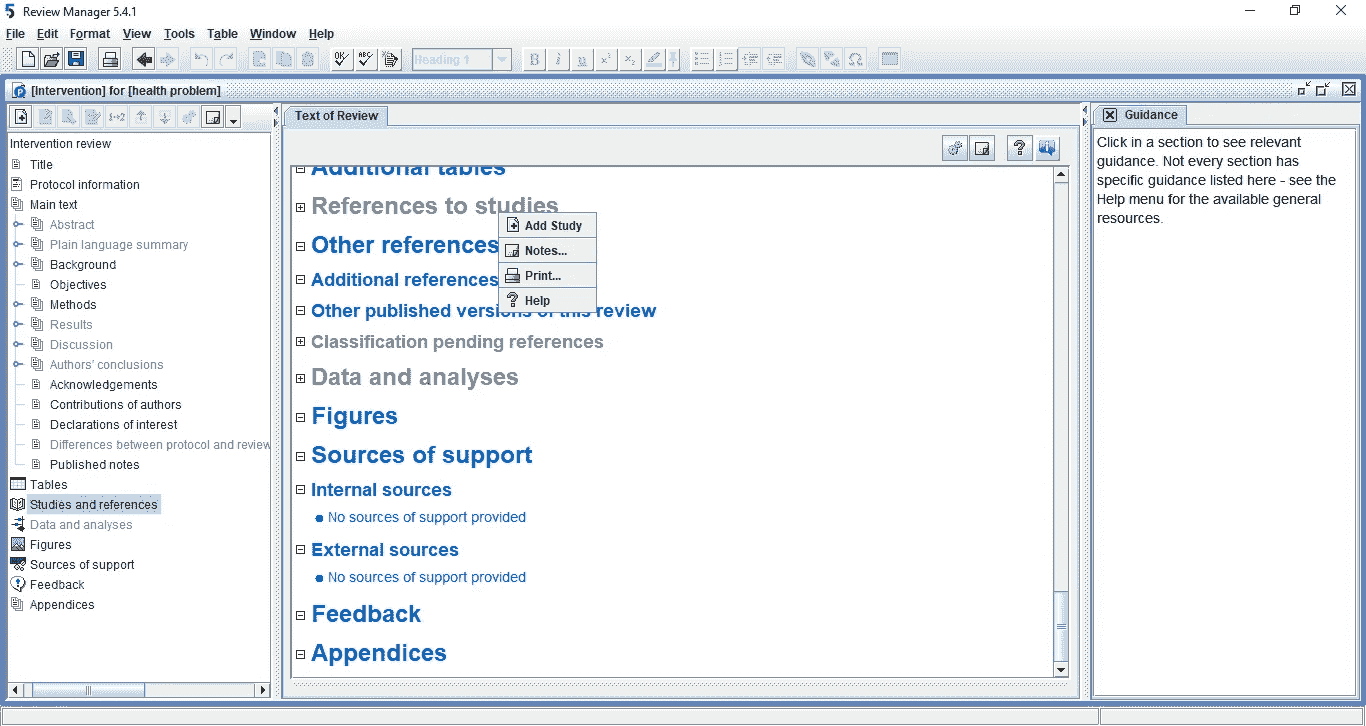 Review Manager 5.4.1
File Edit Format View Tools Table Window Help
Heading 1
[Intervention] for [health problem]
Intervention review
Title
Protocol information
Main text
Abstract
Plain language summary
Background
Objectives
Methods
Results
Discussion
Authors' conclusions
Acknowledgements
Contributions of authors
Declarations of interest
Differences between protocol and review
Published notes
Tables
Studies and references
Data and analyses
Figures
Sources of support
Feedback
Appendices
Text of Review
Additional tables
References to studies
Other references
Additional references
Other published versions of this review
Classification pending references
Data and analyses
Figures
Sources of support
Internal sources
No sources of support provided
External sources
No sources of support provided
Feedback
Appendices
Add Study
Notes...
Print...
Help
Guidance
Click in a section to see relevant
guidance. Not every section has
specific guidance listed here - see the
Help menu for the available general
resources.